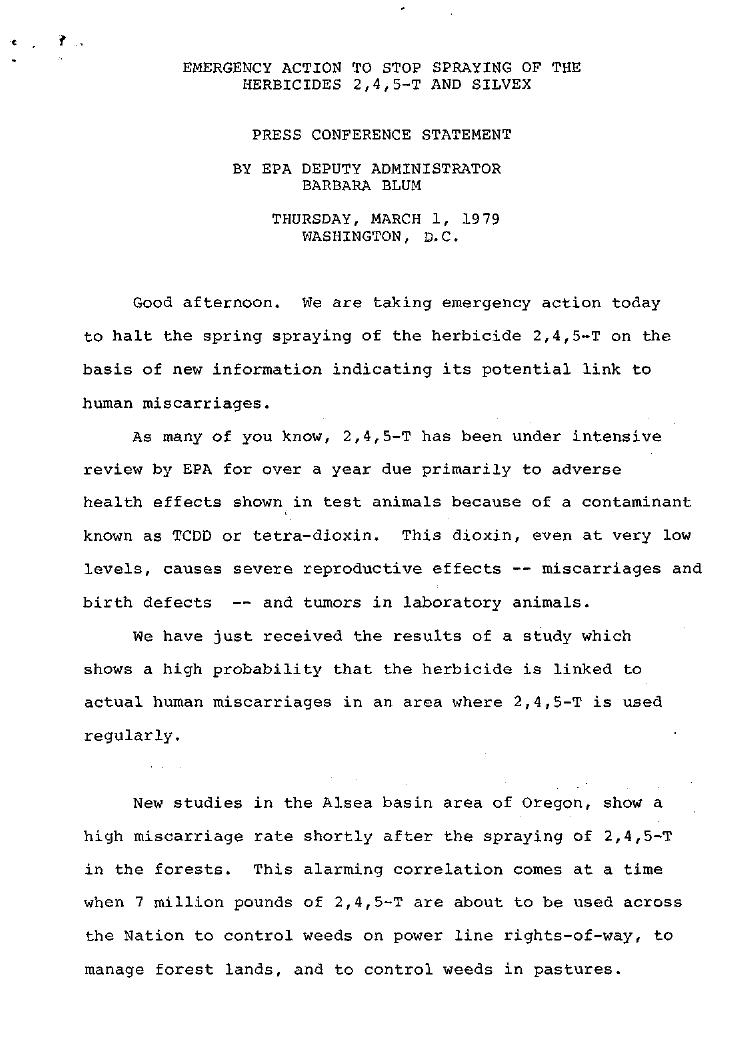 EMERGENCY ACTION TO STOP SPRAYING OF THE
HERBICIDES 2,4,5-T AND SILVEX
PRESS CONFERENCE STATEMENT
BY EPA DEPUTY ADMINISTRATOR
BARBARA BLUM
THURSDAY, MARCH 1, 1979
WASHINGTON, D.C.
Good afternoon. We are taking emergency action today
to halt the spring spraying of the herbicide 2,4,5-T on the
basis of new information indicating its potential link to
human miscarriages.
As many of you know, 2,4,5-T has been under intensive
review by EPA for over a year due primarily to adverse
health effects shown in test animals because of a contaminant
known as TCDD or tetra-dioxin. This dioxin, even at very low
levels, causes severe reproductive effects -- miscarriages and
birth defects -- and tumors in laboratory animals.
We have just received the results of a study which
shows a high probability that the herbicide is linked to
actual human miscarriages in an area where 2,4,5-T is used
regularly.
New studies in the Alsea basin area of Oregon, show a
high miscarriage rate shortly after the spraying of 2,4,5-T
in the forests. This alarming correlation comes at a time
when 7 million pounds of 2,4,5-T are about to be used across
the Nation to control weeds on power line rights-of-way, to
manage forest lands, and to control weeds in pastures.